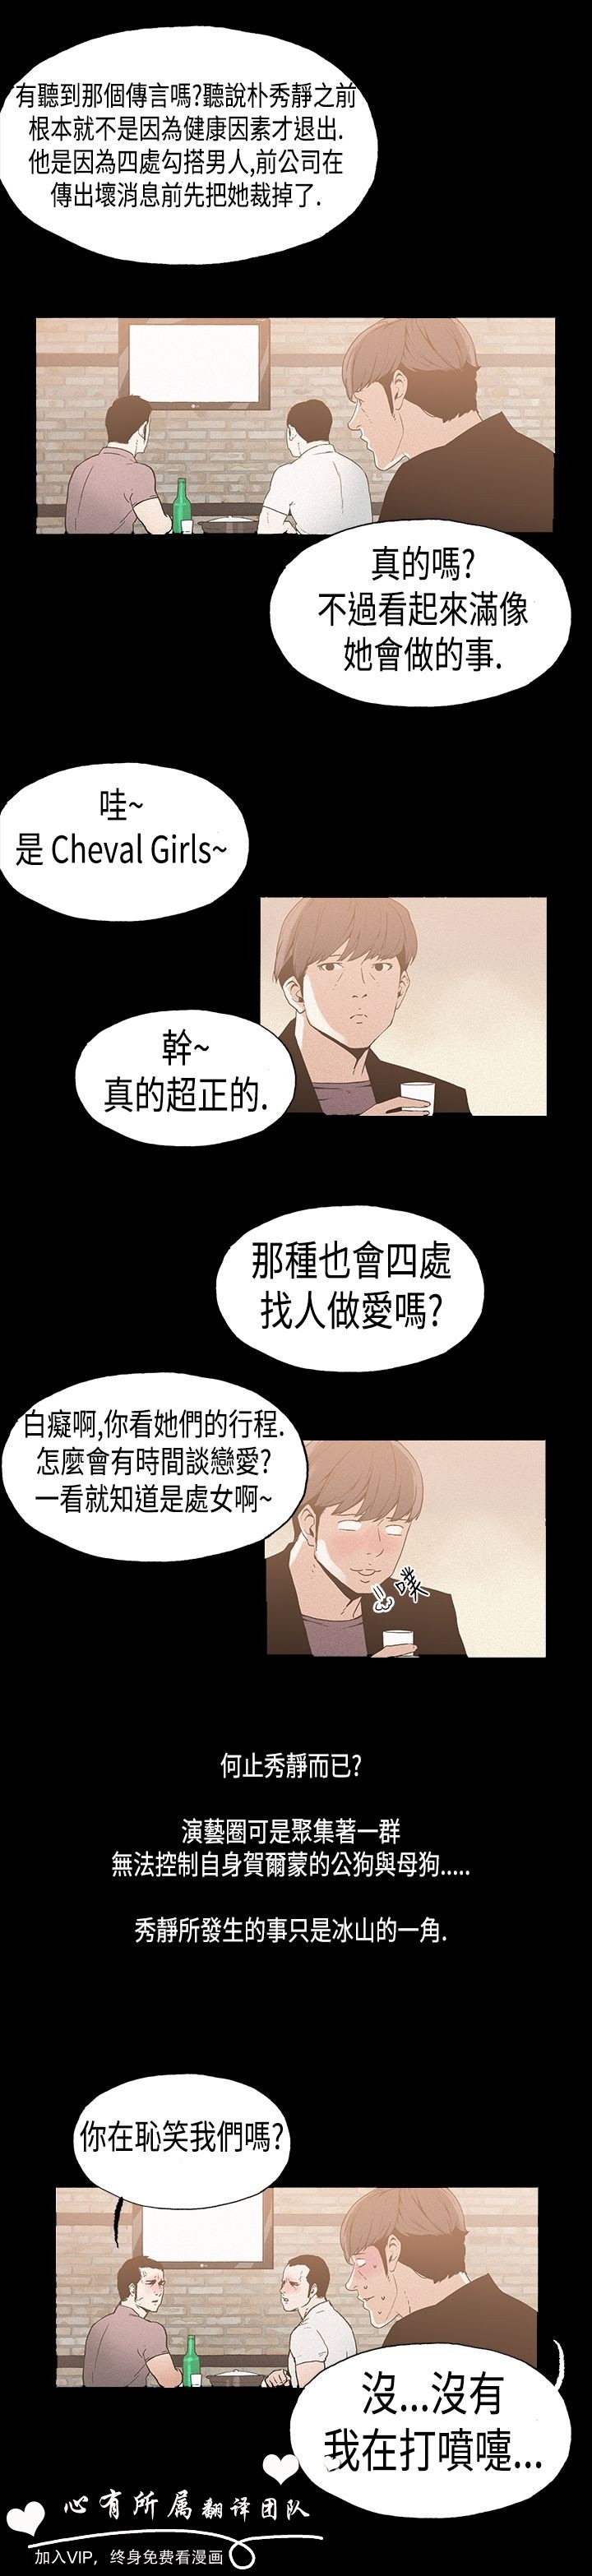 有聽到那個傳言嗎?聽說朴秀靜之前
根本就不是因為健康因素才退出.
他是因為四處勾搭男人,前公司在
傳出壞消息前先把她裁掉了.
真的嗎?
不過看起來滿像
她會做的事.
哇~
是 Cheval Girls~
幹~
真的超正的.
那種也會四處
找人做愛嗎?
白癡啊,你看她們的行程.
怎麼會有時間談戀愛?
一看就知道是處女啊~
噗
何止秀靜而已?
演藝圈可是聚集著一群
無法控制自身賀爾蒙的公狗與母狗.....
秀靜所發生的事只是冰山的一角.
你在恥笑我們嗎?
沒...沒有
我在打噴嚏...
心有所属翻译团队
加入VIP，终身免费看漫画